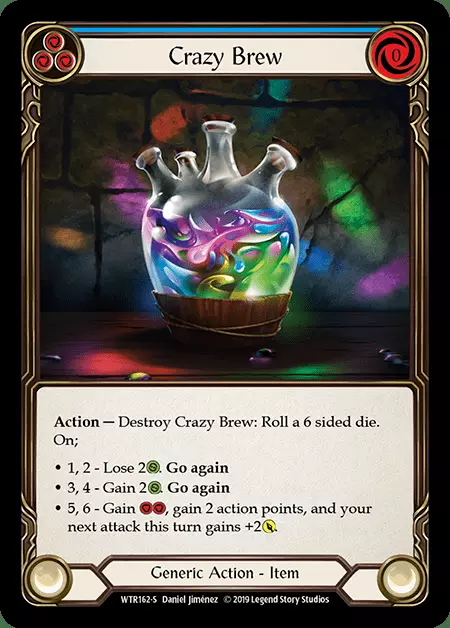 Crazy Brew
0
Action — Destroy Crazy Brew: Roll a 6 sided die.
On;
• 1, 2 - Lose 2. Go again
• 3, 4 - Gain 2. Go again
• 5, 6 - Gain , gain 2 action points, and your
next attack this turn gains +2.
Generic Action - Item
WTR162-S Daniel Jiménez © 2019 Legend Story Studios